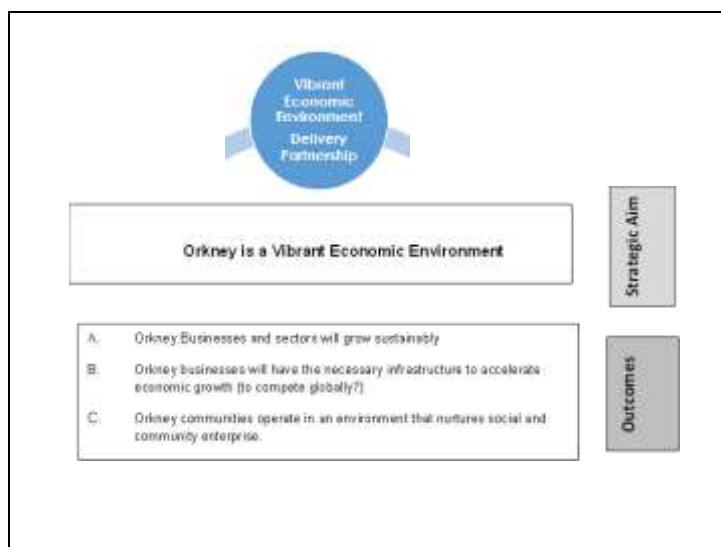 Vibrant
Economic
Environment
Delivery
Partnership
Orkney is a Vibrant Economic Environment
Strategic Aim
A. Orkney Businesses and sectors will grow sustainably
B. Orkney businesses will have the necessary infrastructure to accelerate
economic growth (to compete globally?)
C. Orkney communities operate in an environment that nurtures social and
community enterprise.
Outcomes